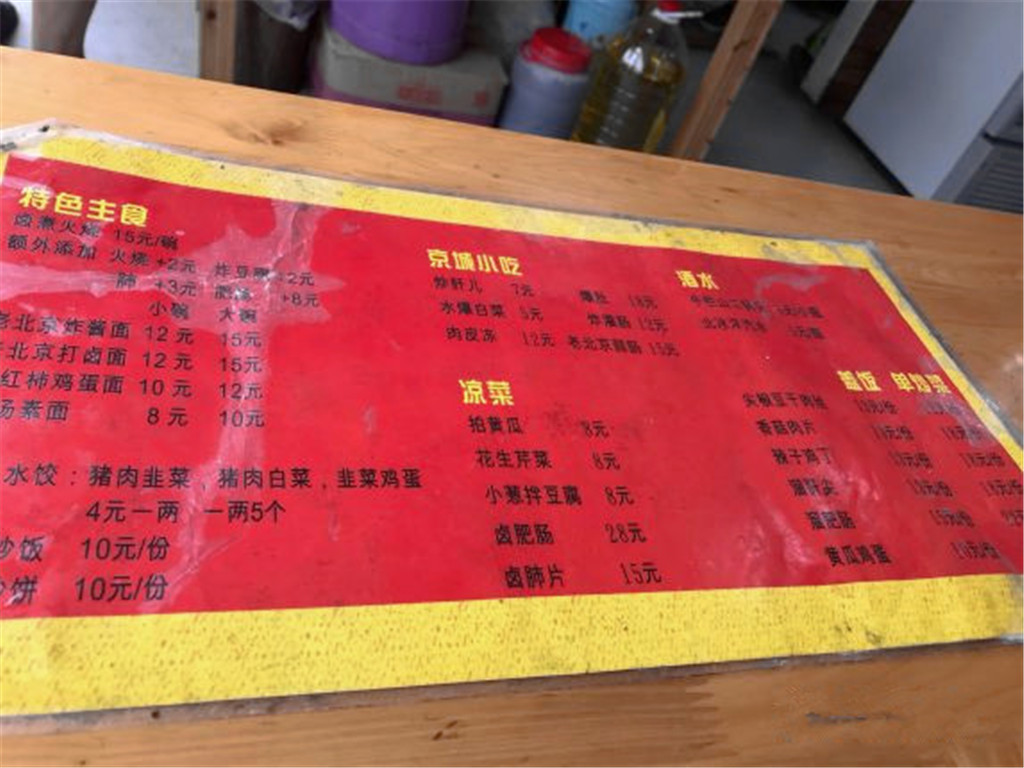 特色主食
卤煮火烧 15元/碗
额外添加 火烧+2元 炸豆腐+2元
肺 +3元 肥肠 +8元
小碗 大碗
老北京炸酱面 12元 15元
北京打卤面 12元 15元
红柿鸡蛋面 10元 12元
汤素面 8元 10元
水饺：猪肉韭菜，猪肉白菜，韭菜鸡蛋
4元一两 一两5个
炒饭 10元/份
炒饼 10元/份
京城小吃
7元 爆肚 18元
水爆白菜 5元 炸灌肠 12元
肉皮冻 12元 老北京 15元
凉菜
拍黄瓜 8元
花生芹菜 8元
小葱拌豆腐 8元
卤肥肠 28元
卤肺片 15元
酒水
北冰洋汽水
盖饭 单炒菜
尖椒豆干肉丝
香菇肉片
辣子鸡丁
溜肝尖
溜肥肠
黄瓜鸡蛋